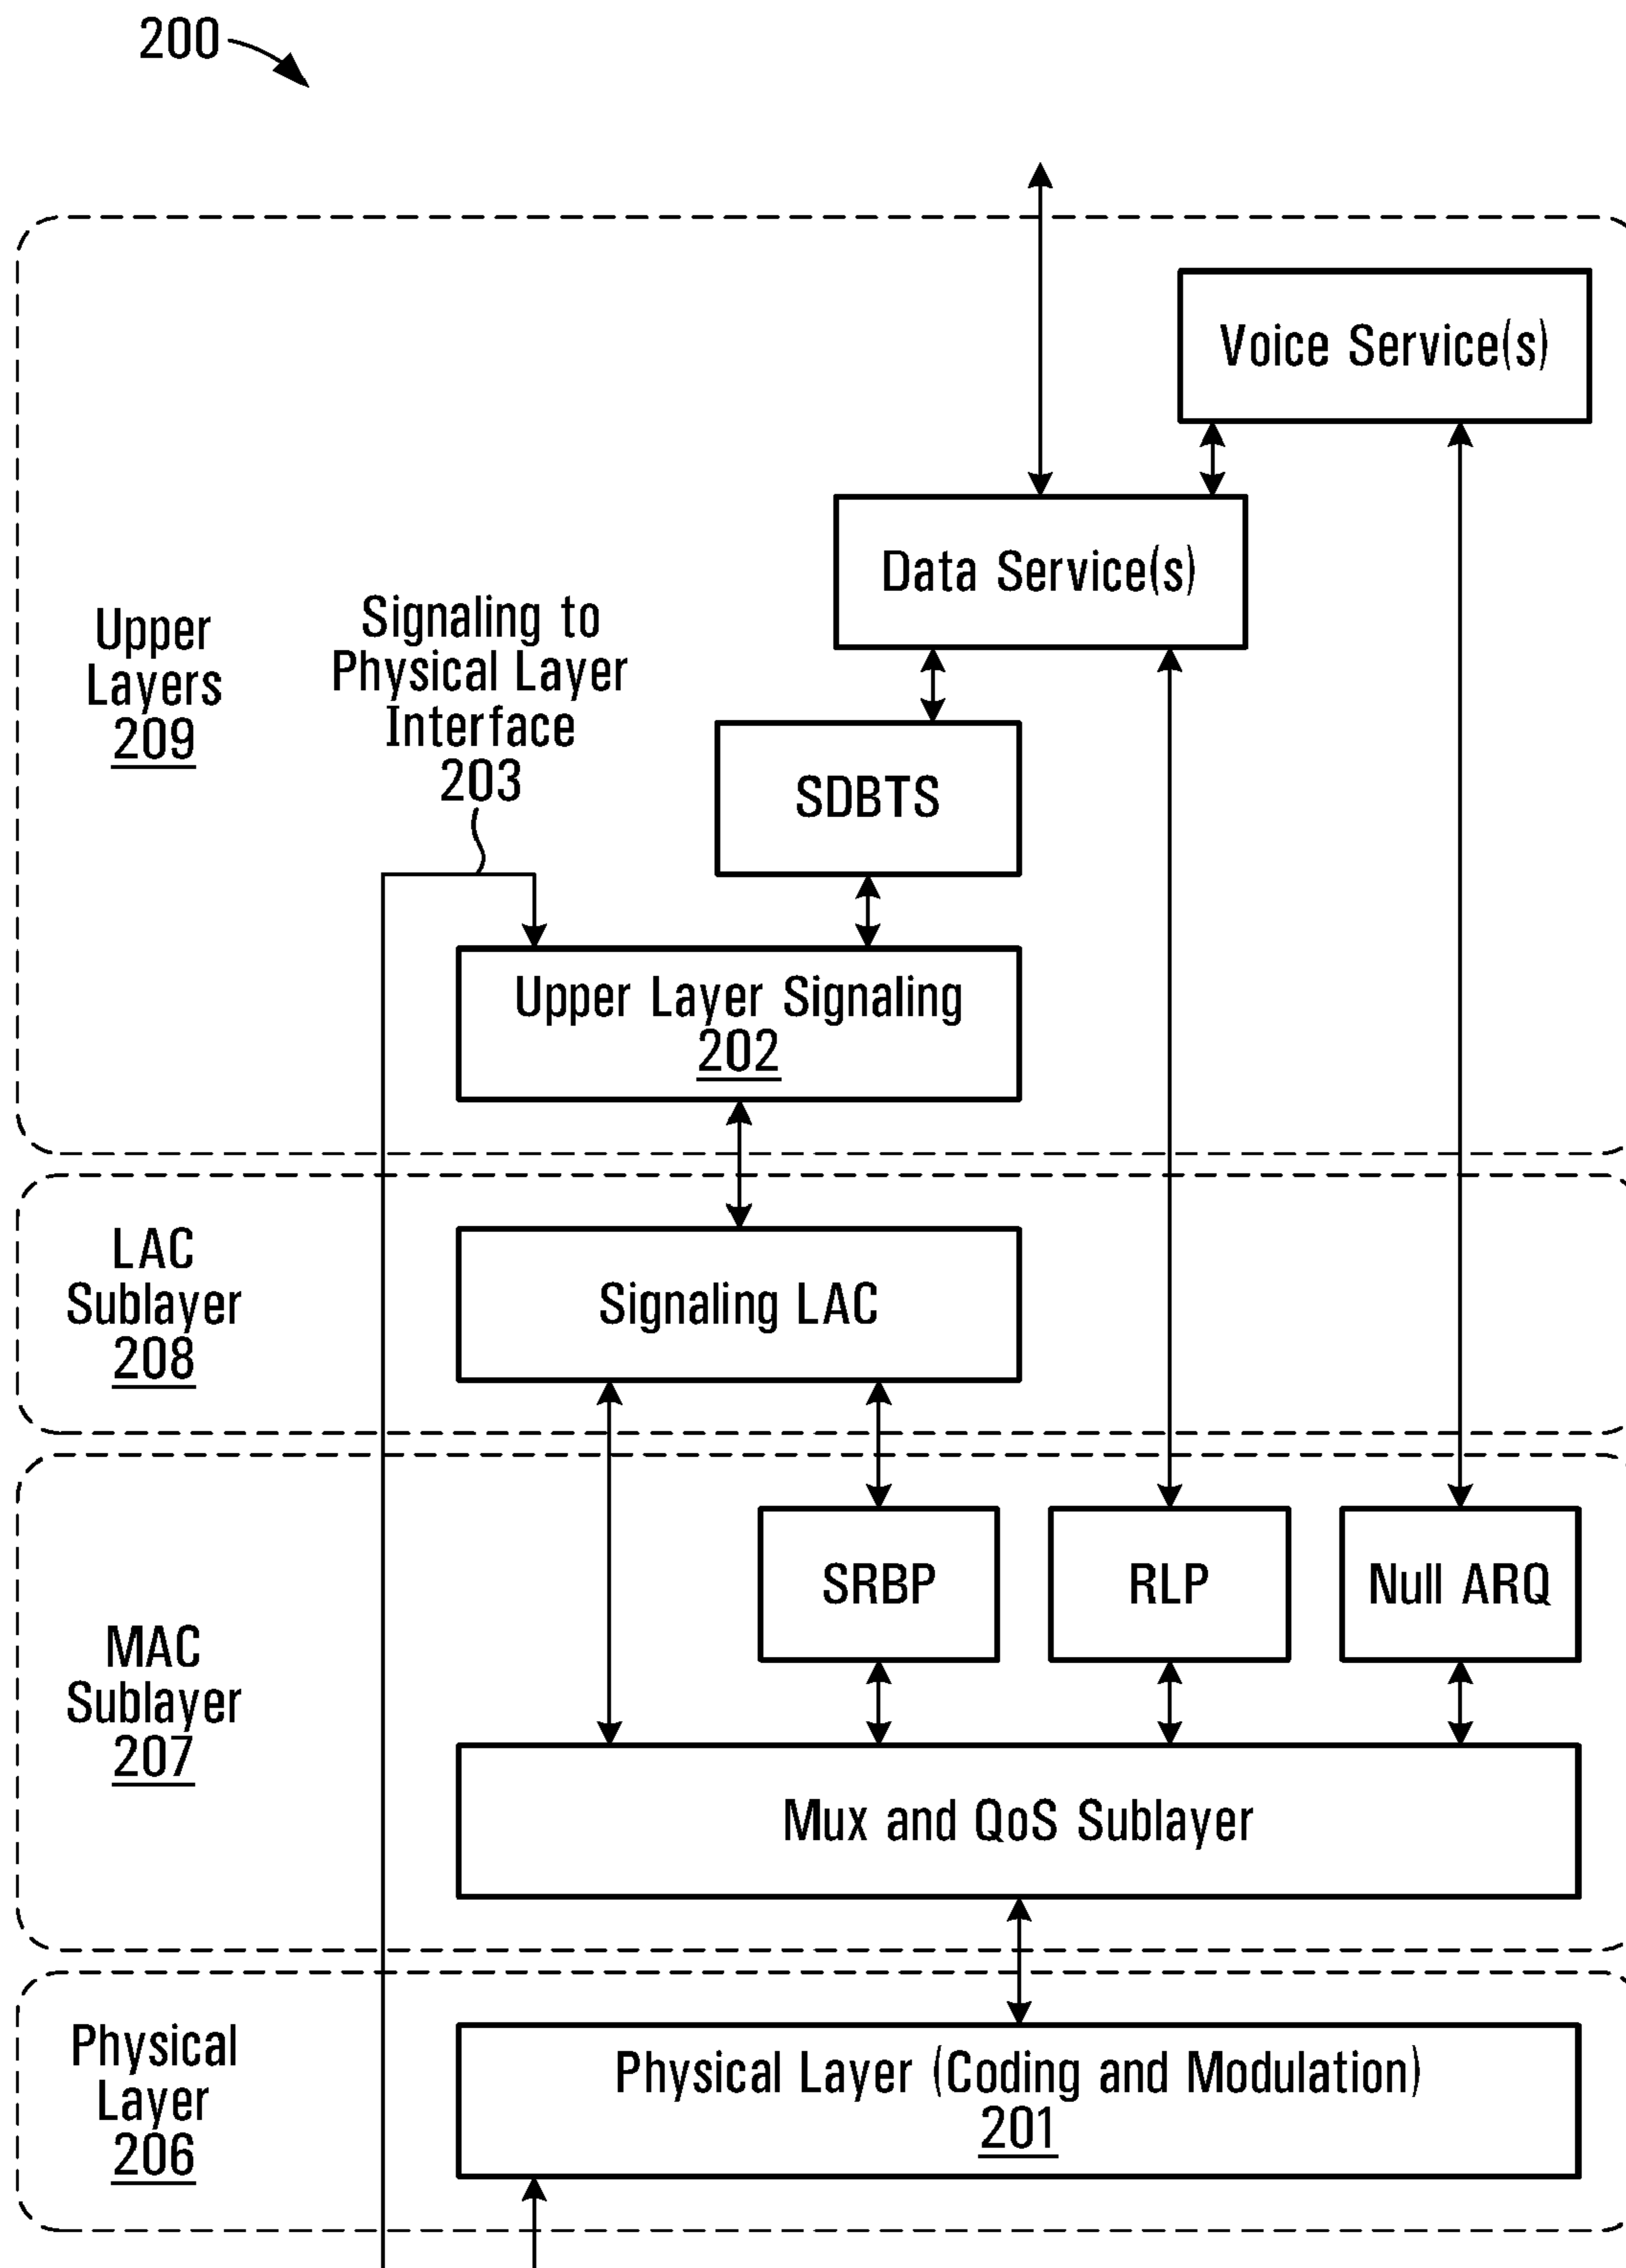 200
Voice Service(s)
Data Service(s)
Upper
Layers
209
Signaling to
Physical Layer
Interface
203
SDBTS
Upper Layer Signaling
202
LAC
Sublayer
208
Signaling LAC
SRBP
RLP
Null ARQ
MAC
Sublayer
207
Mux and QoS Sublayer
Physical
Layer
206
Physical Layer (Coding and Modulation)
201